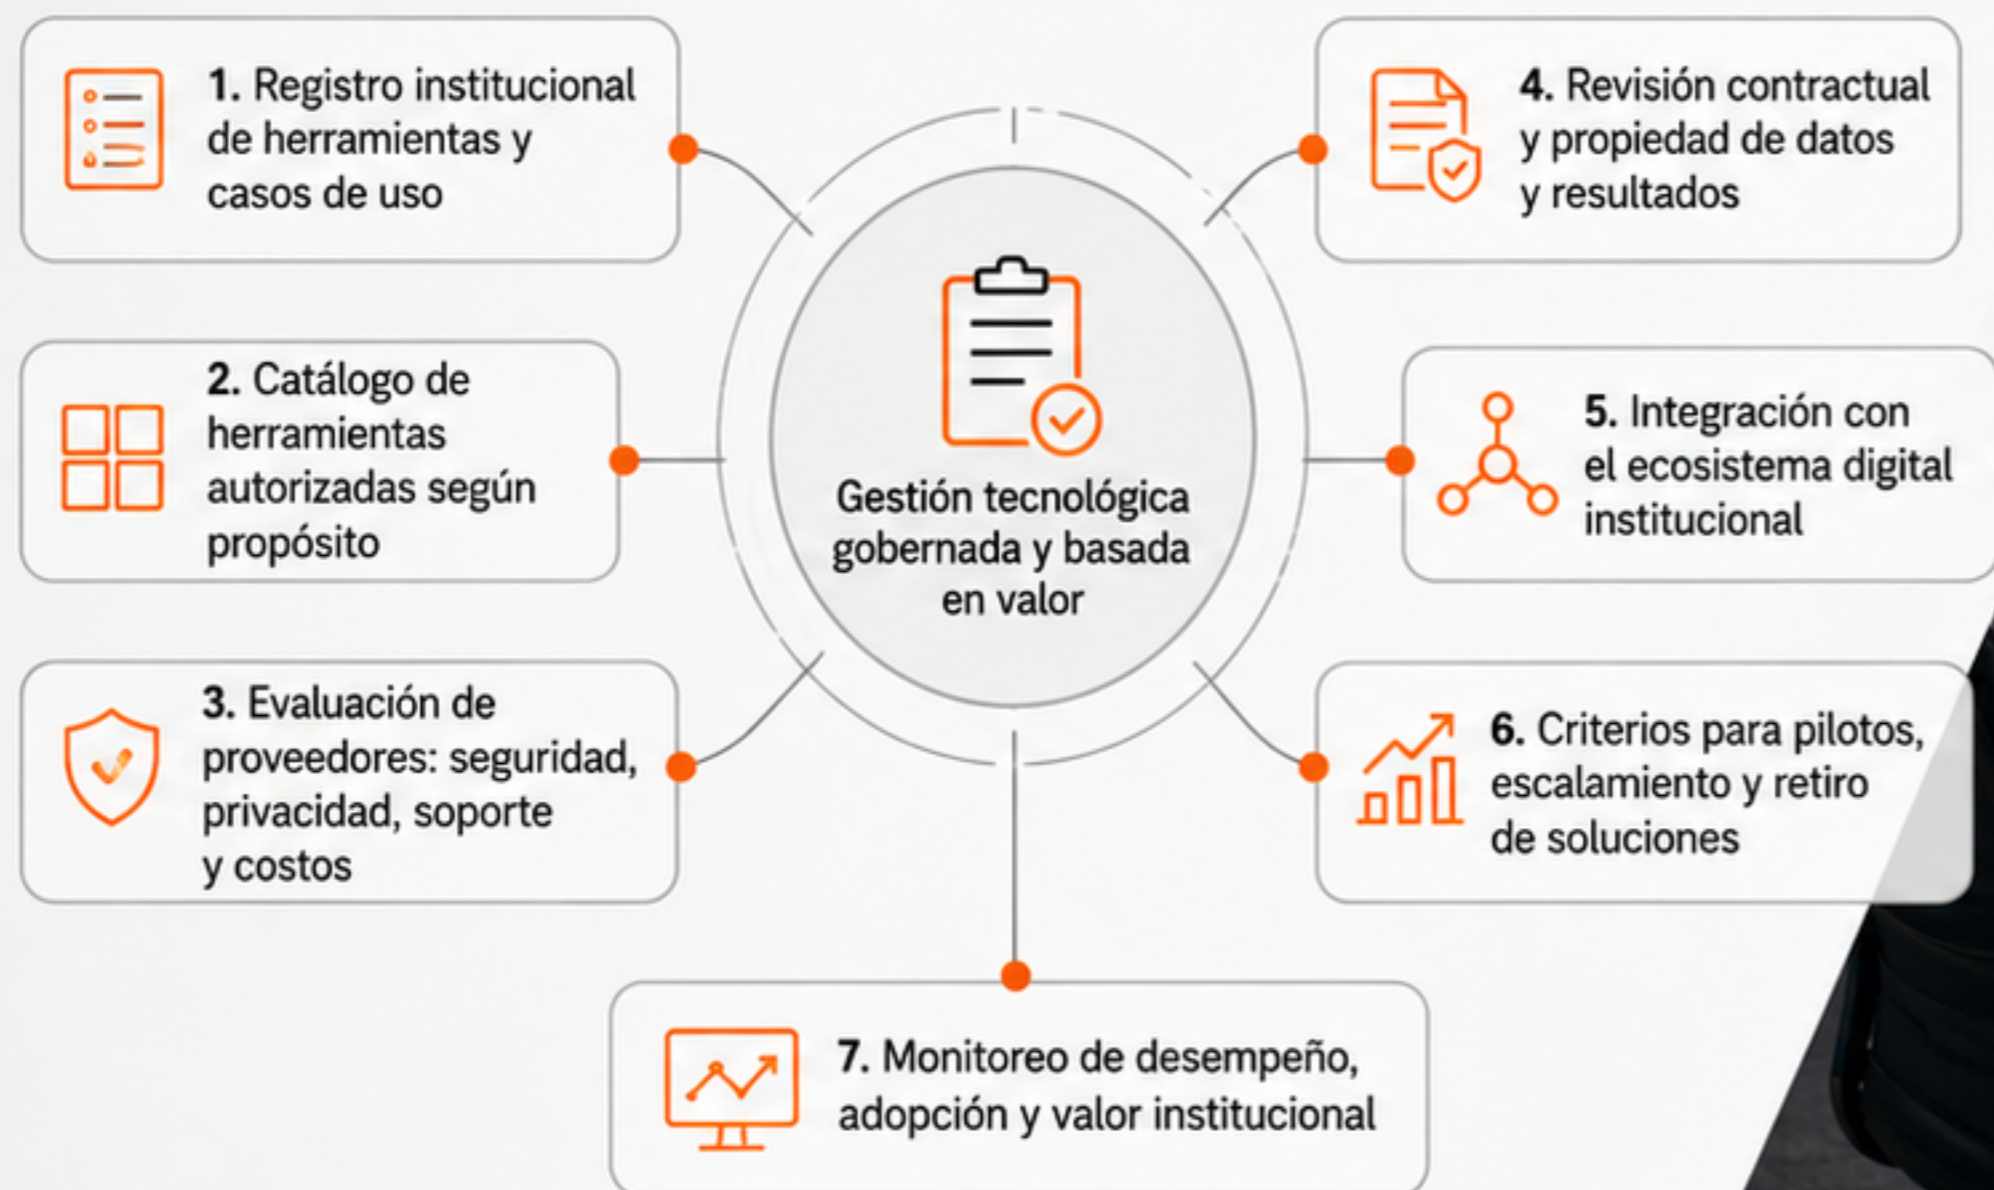 1. Registro institucional
de herramientas y
casos de uso
2. Catálogo de
herramientas
autorizadas según
propósito
3. Evaluación de
proveedores: seguridad,
privacidad, soporte
y costos
Gestión tecnológica
gobernada y basada
en valor
4. Revisión contractual
y propiedad de datos
y resultados
5. Integración con
el ecosistema digital
institucional
6. Criterios para pilotos,
escalamiento y retiro
de soluciones
7. Monitoreo de desempeño,
adopción y valor institucional